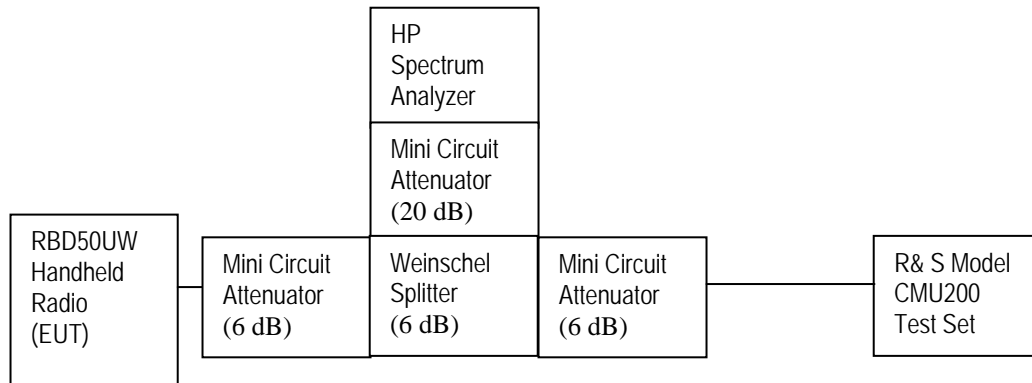 HP
Spectrum
Analyzer
Mini Circuit
Attenuator
(20 dB)
RBD50UW
Handheld
Radio
(EUT)
Mini Circuit
Attenuator
(6 dB)
Weinschel
Splitter
(6 dB)
Mini Circuit
Attenuator
(6 dB)
R& S Model
CMU200
Test Set